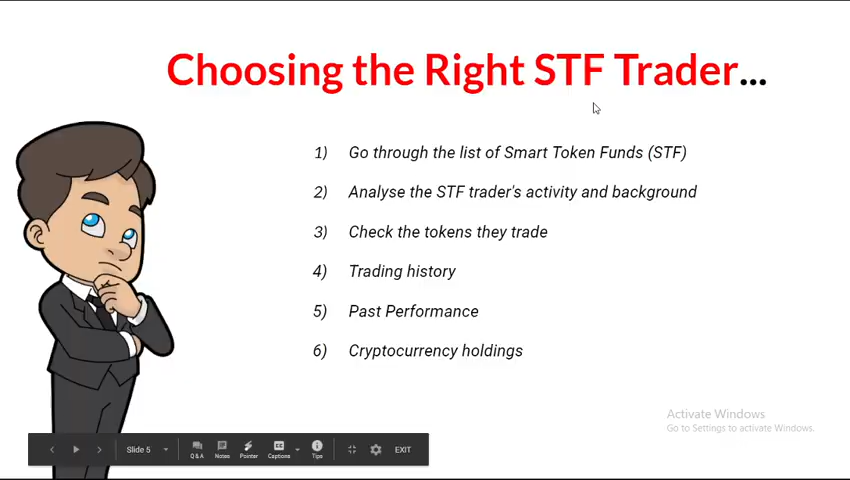 Choosing the Right STF Trader...
1) Go through the list of Smart Token Funds (STF)
2) Analyse the STF trader's activity and background
3) Check the tokens they trade
4) Trading history
5) Past Performance
6) Cryptocurrency holdings
Activate Windows
Go to Settings to activate Windows.
Slide 5
Q & A
Notes
Pointer
Captions
Tips
EXIT